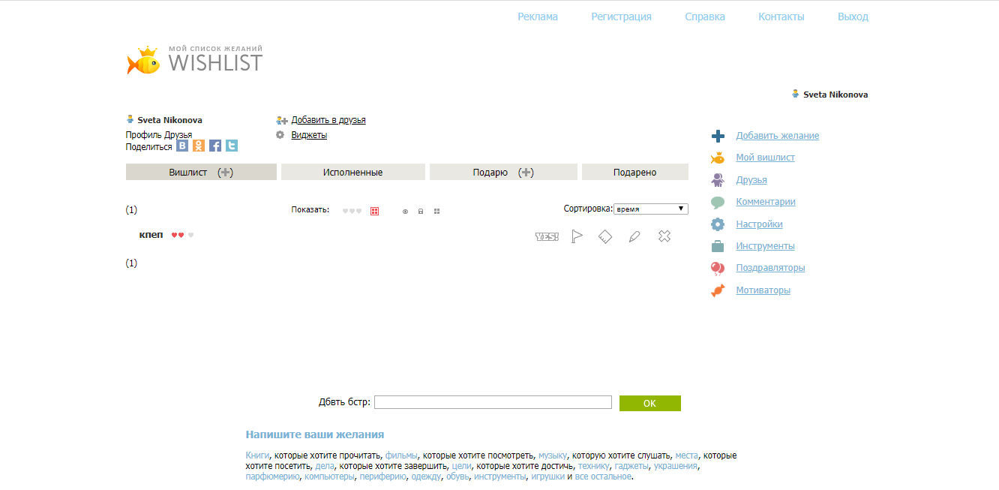 Реклама Регистрация Справка Контакты Выход
МОЙ СПИСОК ЖЕЛАНИЙ
WISHLIST
Sveta Nikonova
Sveta Nikonova Добавить в друзья
Профиль Друзья Виджеты
Поделиться
Добавить желание
Мой вишлист
Друзья
Комментарии
Настройки
Инструменты
Поздравляторы
Мотиваторы
Вишлист (+) Исполненные Подарю (+) Подарено
(1) Показать: Сортировка: время
кпеп YES!
(1)
Дбвть бстр: OK
Напишите ваши желания
Книги, которые хотите прочитать, фильмы, которые хотите посмотреть, музыку, которую хотите слушать, места, которые
хотите посетить, дела, которые хотите завершить, цели, которые хотите достичь, технику, гаджеты, украшения,
парфюмерию, компьютеры, периферию, одежду, обувь, инструменты, игрушки и все остальное.